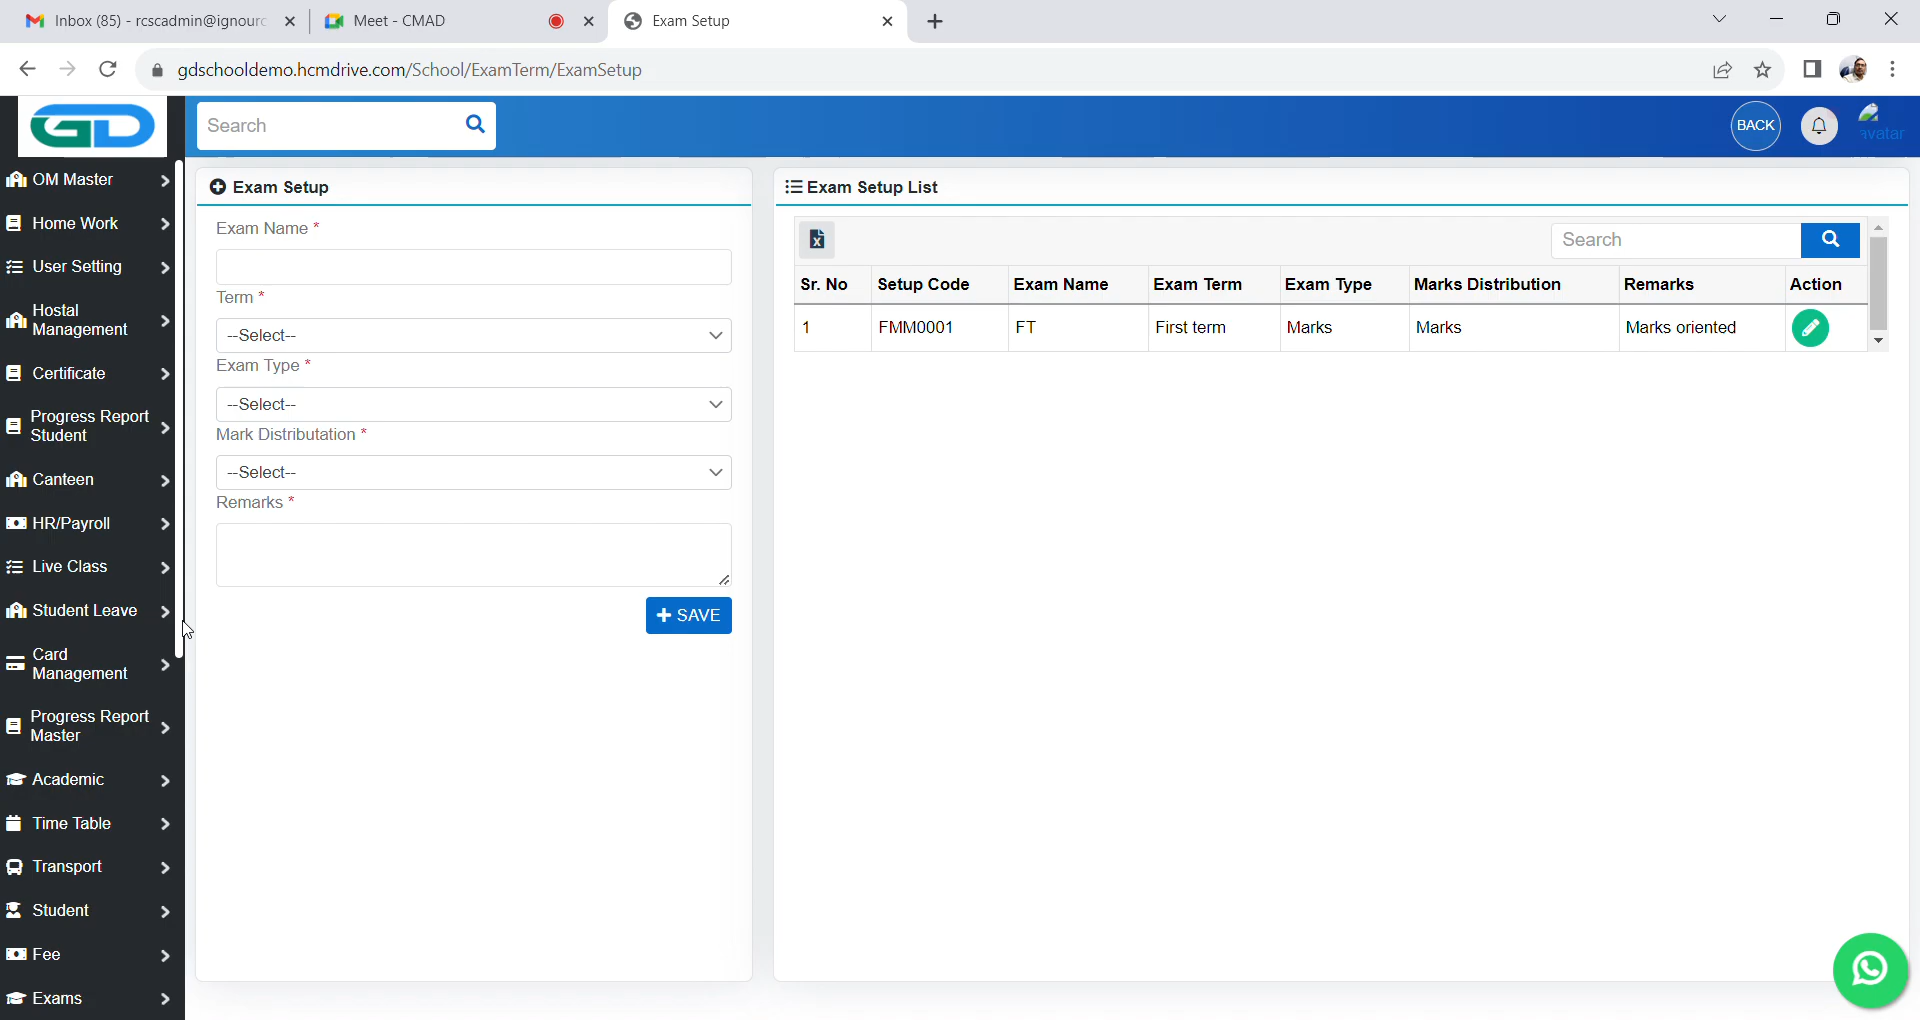 Inbox (85) - rcscadmin@ignourc
Meet - CMAD
Exam Setup
gdschooldemo.hcmdrive.com/School/ExamTerm/ExamSetup
GD
Search
BACK
avatar
OM Master
Home Work
User Setting
Hostal
Management
Certificate
Progress Report
Student
Canteen
HR/Payroll
Live Class
Student Leave
Card
Management
Progress Report
Master
Academic
Time Table
Transport
Student
Fee
Exams
Exam Setup
Exam Name *
Term *
--Select--
Exam Type *
--Select--
Mark Distributation *
--Select--
Remarks *
+ SAVE
Exam Setup List
Search
Sr. No Setup Code Exam Name Exam Term Exam Type Marks Distribution Remarks Action
1 FMM0001 FT First term Marks Marks Marks oriented